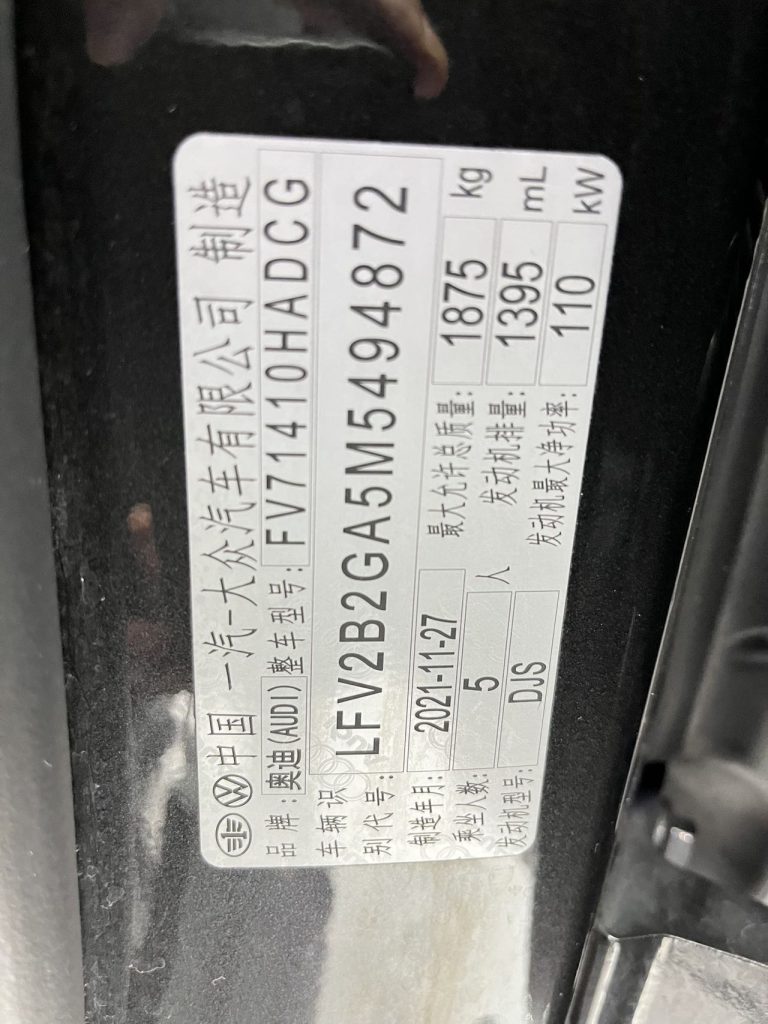 中国 一汽-大众汽车有限公司 制造
品牌: 奥迪(AUDI) 整车型号: FV71410HADCG
车辆识别代号: LFV2B2GA5M5494872
制造年月: 2021-11-27 最大允许总质量: 1875 kg
乘坐人数: 5 人 发动机排量: 1395 mL
发动机型号: DJS 发动机最大净功率: 110 kW